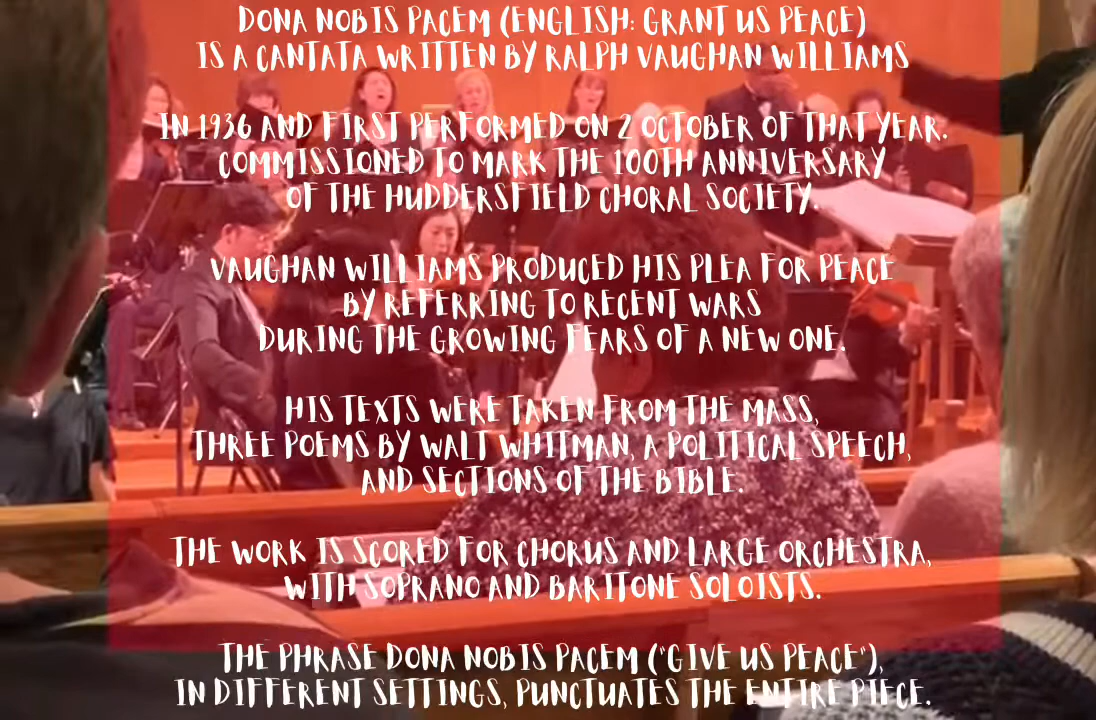 DONA NOBIS PACEM (ENGLISH: GRANT US PEACE)
IS A CANTATA WRITTEN BY RALPH VAUGHAN WILLIAMS
IN 1936 AND FIRST PERFORMED ON 2 OCTOBER OF THAT YEAR.
COMMISSIONED TO MARK THE 100TH ANNIVERSARY
OF THE HUDDERSFIELD CHORAL SOCIETY.
VAUGHAN WILLIAMS PRODUCED HIS PLEA FOR PEACE
BY REFERRING TO RECENT WARS
DURING THE GROWING FEARS OF A NEW ONE.
HIS TEXTS WERE TAKEN FROM THE MASS,
THREE POEMS BY WALT WHITMAN, A POLITICAL SPEECH,
AND SECTIONS OF THE BIBLE.
THE WORK IS SCORED FOR CHORUS AND LARGE ORCHESTRA,
WITH SOPRANO AND BARITONE SOLOISTS.
THE PHRASE DONA NOBIS PACEM ("GIVE US PEACE"),
IN DIFFERENT SETTINGS, PUNCTUATES THE ENTIRE PIECE.